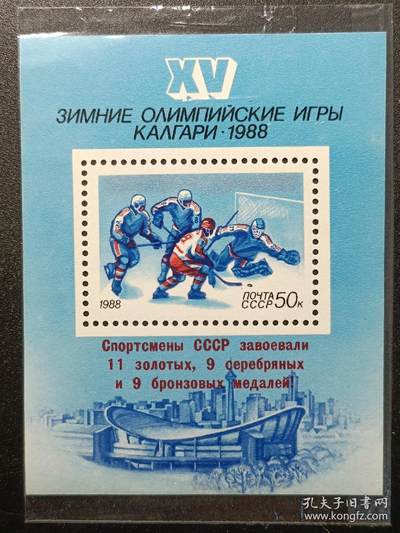 XV
ЗИМНИЕ ОЛИМПИЙСКИЕ ИГРЫ
КАЛГАРИ · 1988
1988
ПОЧТА
СССР 50к
Спортсмены СССР завоевали
11 золотых, 9 серебряных
и 9 бронзовых медалей!
孔夫子旧书网
www.kongfz.com